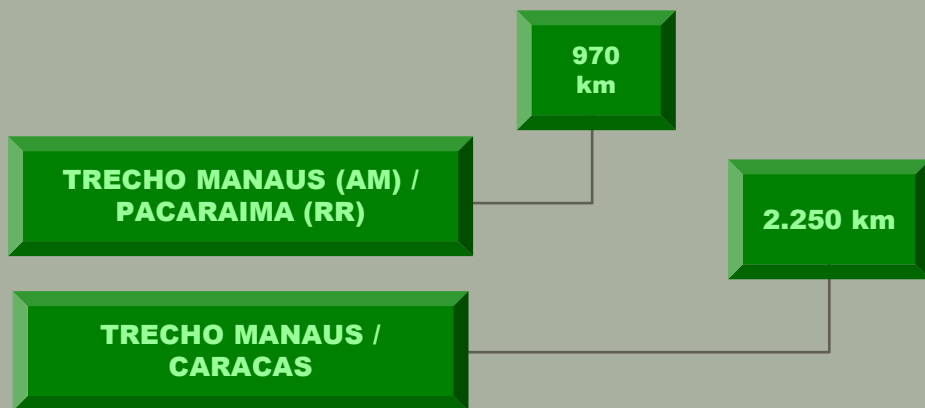 970
km
TRECHO MANAUS (AM) /
PACARAIMA (RR)
2.250 km
TRECHO MANAUS /
CARACAS